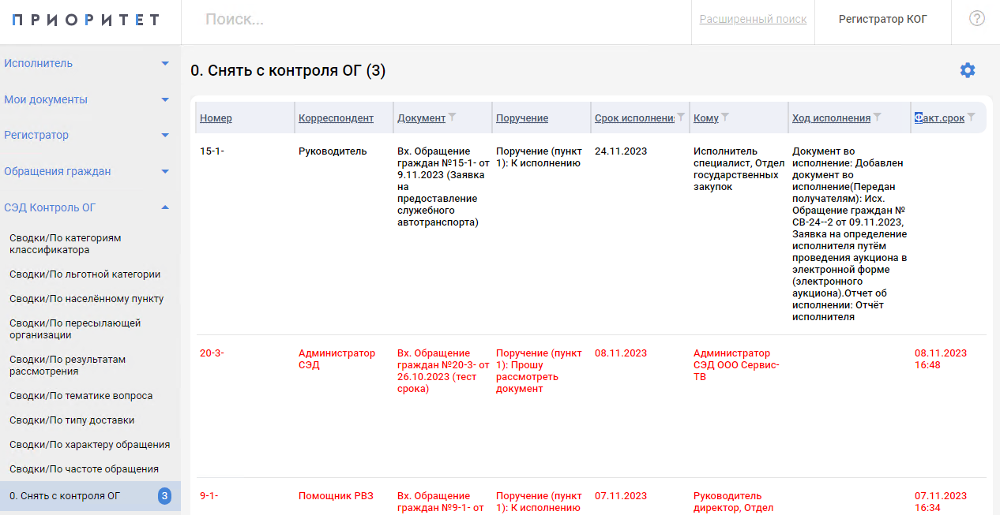 ПРИОРИТЕТ
Поиск...
Расширенный поиск
Регистратор КОГ
?
Исполнитель
Мои документы
Регистратор
Обращения граждан
СЭД Контроль ОГ
Сводки/По категориям
классификатора
Сводки/По льготной категории
Сводки/По населённому пункту
Сводки/По пересылающей
организации
Сводки/По результатам
рассмотрения
Сводки/По тематике вопроса
Сводки/По типу доставки
Сводки/По характеру обращения
Сводки/По частоте обращения
0. Снять с контроля ОГ 3
0. Снять с контроля ОГ (3)
Номер
Корреспондент
Документ
Поручение
Срок исполнени
Кому
Ход исполнения
Факт.срок
15-1-
Руководитель
Вх. Обращение
граждан №15-1- от
9.11.2023 (Заявка
на
предоставление
служебного
автотранспорта)
Поручение (пункт
1): К исполнению
24.11.2023
Исполнитель
специалист, Отдел
государственных
закупок
Документ во
исполнение: Добавлен
документ во
исполнение(Передан
получателям): Исх.
Обращение граждан №
СВ-24--2 от 09.11.2023,
Заявка на определение
исполнителя путём
проведения аукциона в
электронной форме
(электронного
аукциона).Отчет об
исполнении: Отчёт
исполнителя
20-3-
Администратор
СЭД
Вх. Обращение
граждан №20-3- от
26.10.2023 (тест
срока)
Поручение (пункт
1): Прошу
рассмотреть
документ
08.11.2023
Администратор
СЭД ООО Сервис-
ТВ
08.11.2023
16:48
9-1-
Помощник РВЗ
Вх. Обращение
граждан №9-1- от
Поручение (пункт
1): К исполнению
07.11.2023
Руководитель
директор, Отдел
07.11.2023
16:34